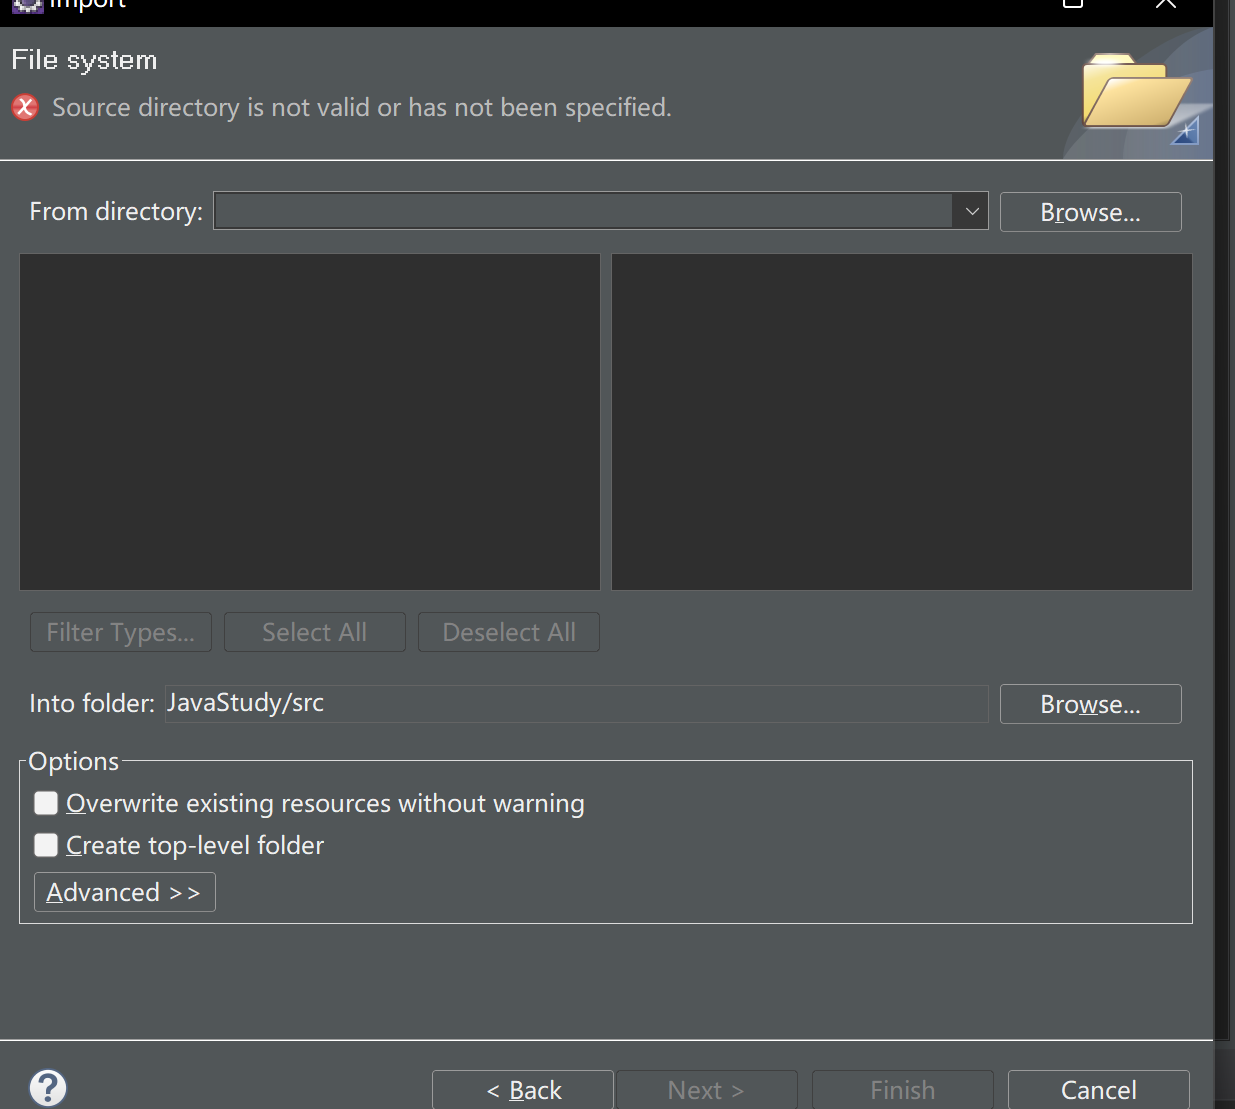 Import
File system
Source directory is not valid or has not been specified.
From directory:
Browse...
Filter Types...
Select All
Deselect All
Into folder:
JavaStudy/src
Browse...
Options
Overwrite existing resources without warning
Create top-level folder
Advanced >>
?
< Back
Next >
Finish
Cancel